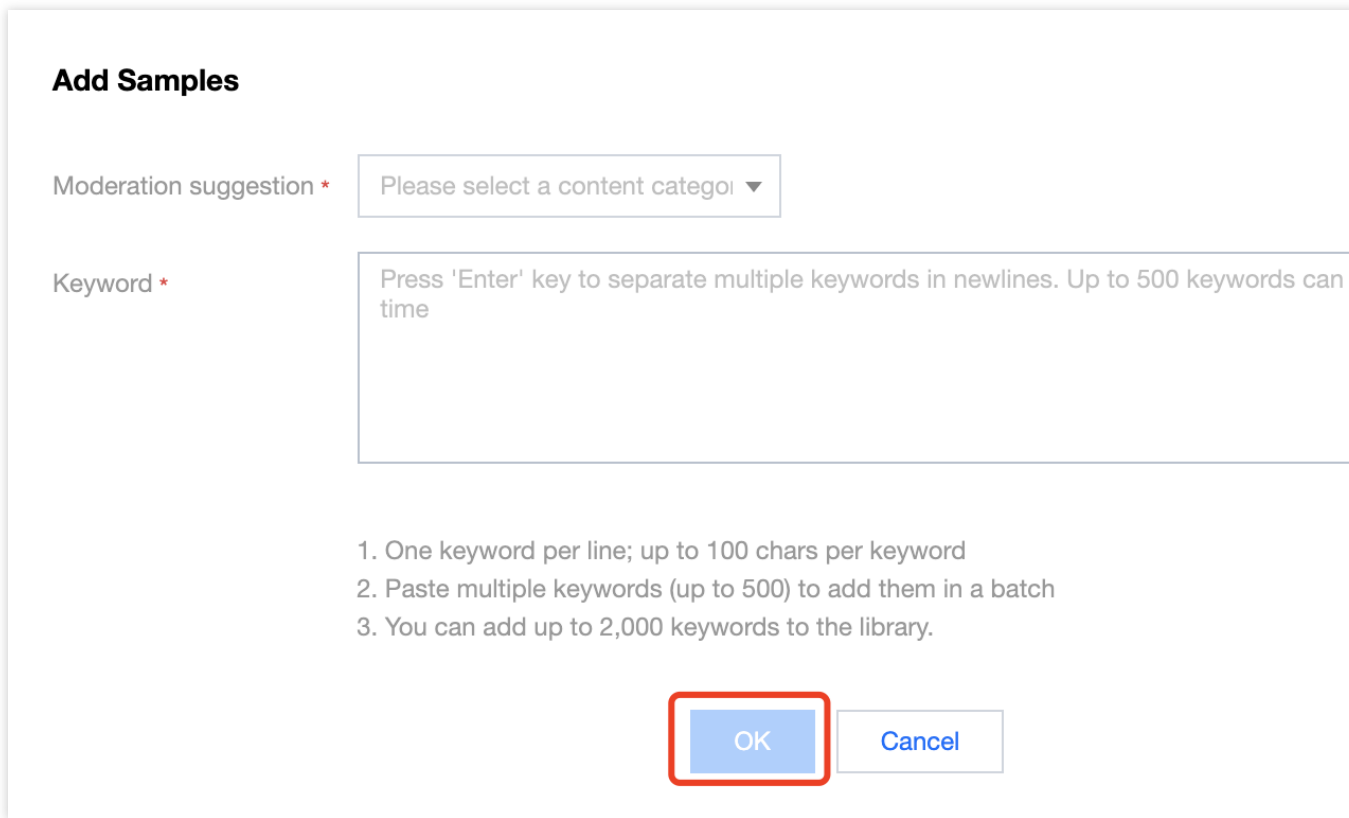 Add Samples
Moderation suggestion *
Please select a content categor
Keyword *
Press 'Enter' key to separate multiple keywords in newlines. Up to 500 keywords can
time
1. One keyword per line; up to 100 chars per keyword
2. Paste multiple keywords (up to 500) to add them in a batch
3. You can add up to 2,000 keywords to the library.
OK
Cancel